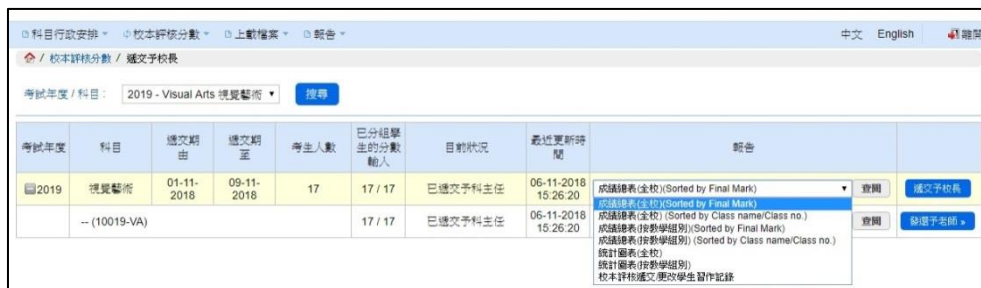 科目行政安排 校本評核分數 上載檔案 報告 中文 English 離開
/ 校本評核分數 / 遞交予校長
考試年度 / 科目： 2019 - Visual Arts 視覺藝術 搜尋
考試年度 科目 遞交期由 遞交期至 考生人數 已分組學生的分數輸入 目前狀況 最近更新時間 報告
2019 視覺藝術 01-11-2018 09-11-2018 17 17 / 17 已遞交予科主任 06-11-2018 15:26:20 成績總表(全校)(Sorted by Final Mark) 查閱 遞交予校長
成績總表(全校)(Sorted by Final Mark)
-- (10019-VA) 17 / 17 已遞交予科主任 06-11-2018 15:26:20 成績總表(全校) (Sorted by Class name/Class no.) 查閱 發還予老師 »
成績總表(按教學組別)(Sorted by Final Mark)
成績總表(按教學組別) (Sorted by Class name/Class no.)
統計圖表(全校)
統計圖表(按教學組別)
校本評核遞交/更改學生習作記錄